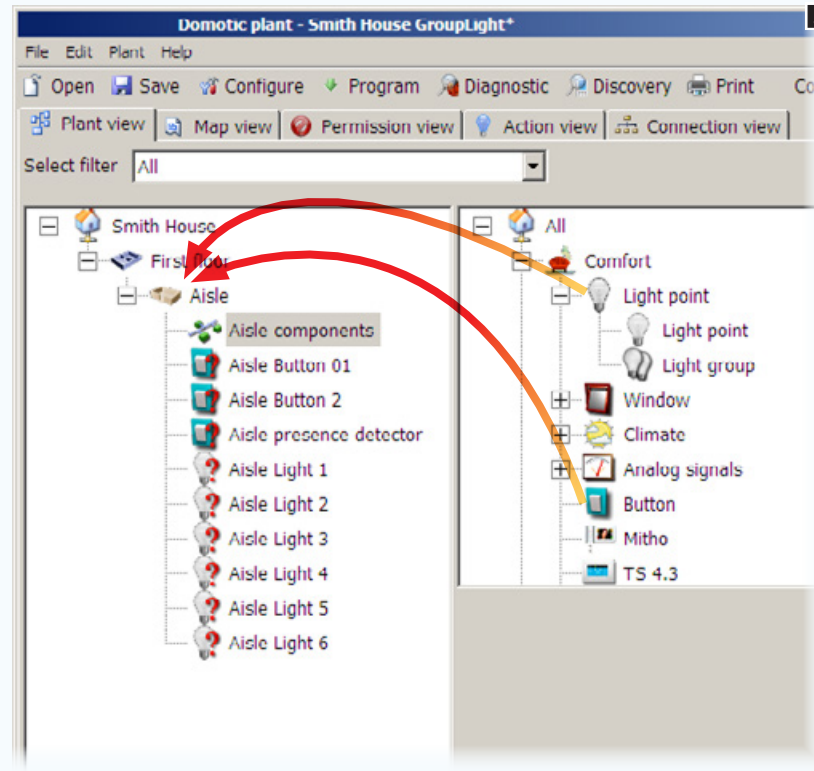 Domotic plant - Smith House GroupLight*
File Edit Plant Help
Open Save Configure Program Diagnostic Discovery Print Co
Plant view Map view Permission view Action view Connection view
Select filter All
Smith House
First floor
Aisle
Aisle components
Aisle Button 01
Aisle Button 2
Aisle presence detector
Aisle Light 1
Aisle Light 2
Aisle Light 3
Aisle Light 4
Aisle Light 5
Aisle Light 6
All
Comfort
Light point
Light point
Light group
Window
Climate
Analog signals
Button
Mitho
TS 4.3